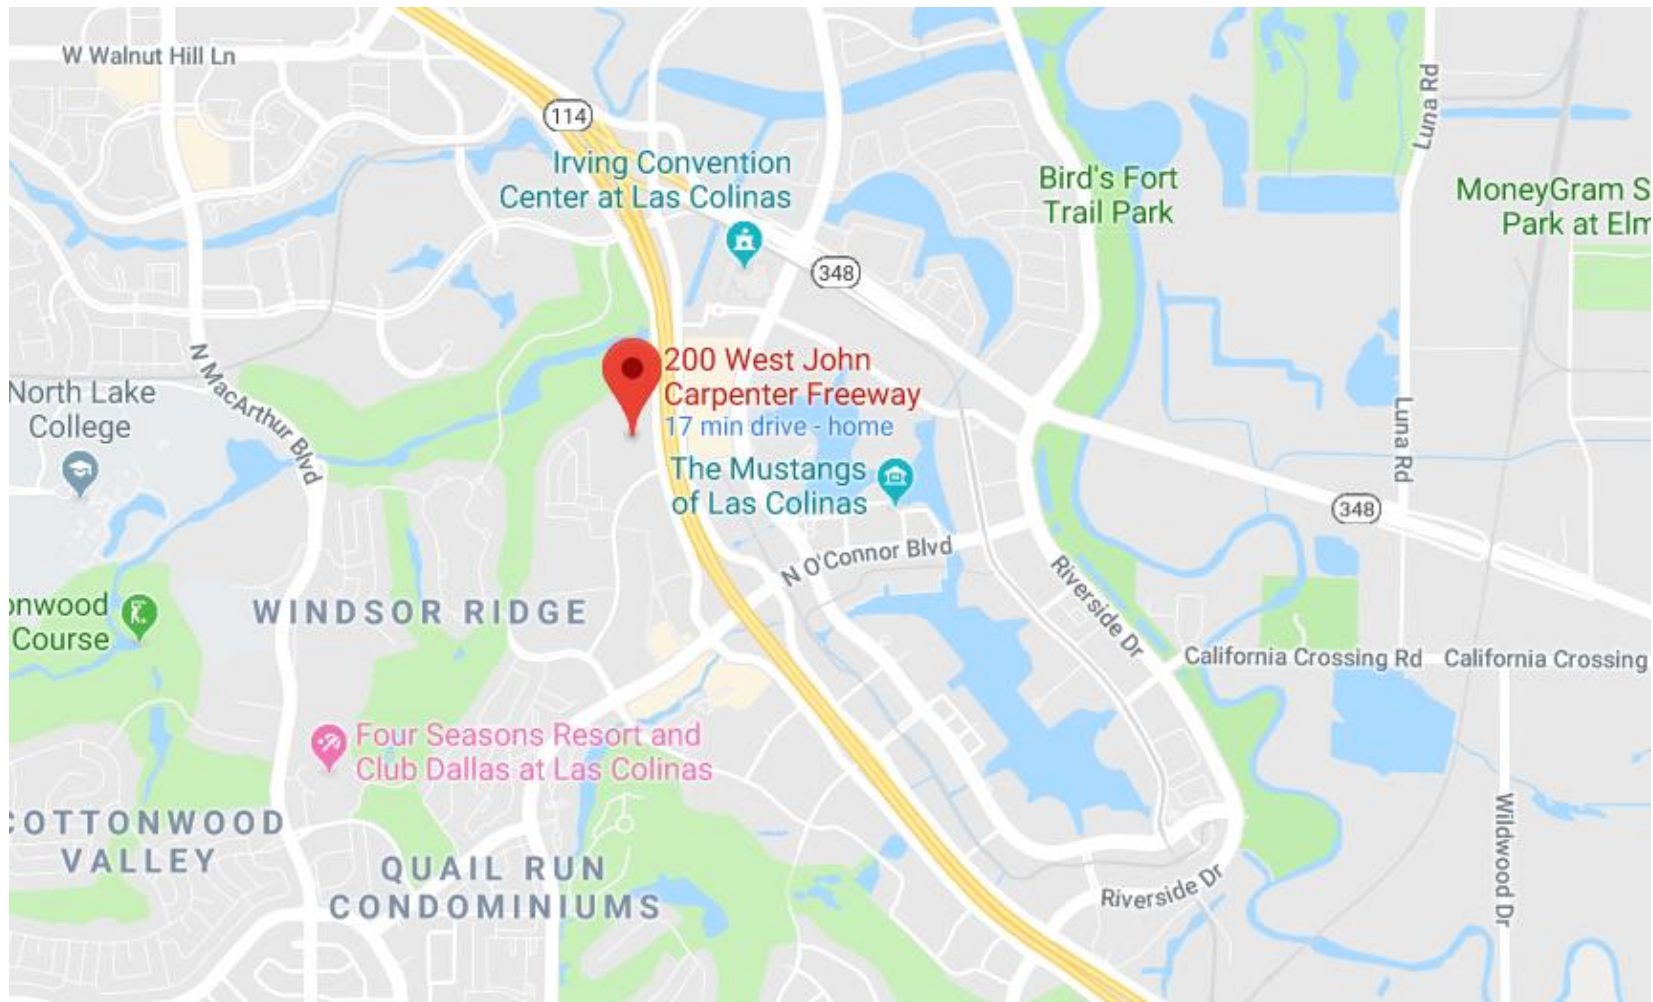 W Walnut Hill Ln
114
Irving Convention
Center at Las Colinas
Luna Rd
Bird's Fort
Trail Park
MoneyGram S
Park at Elm
348
N MacArthur Blvd
200 West John
Carpenter Freeway
17 min drive - home
North Lake
College
The Mustangs
of Las Colinas
Luna Rd
348
N O'Connor Blvd
Riverside Dr
onwood
Course
WINDSOR RIDGE
California Crossing Rd
California Crossing
Four Seasons Resort and
Club Dallas at Las Colinas
COTTONWOOD
VALLEY
QUAIL RUN
CONDOMINIUMS
Wildwood Dr
Riverside Dr